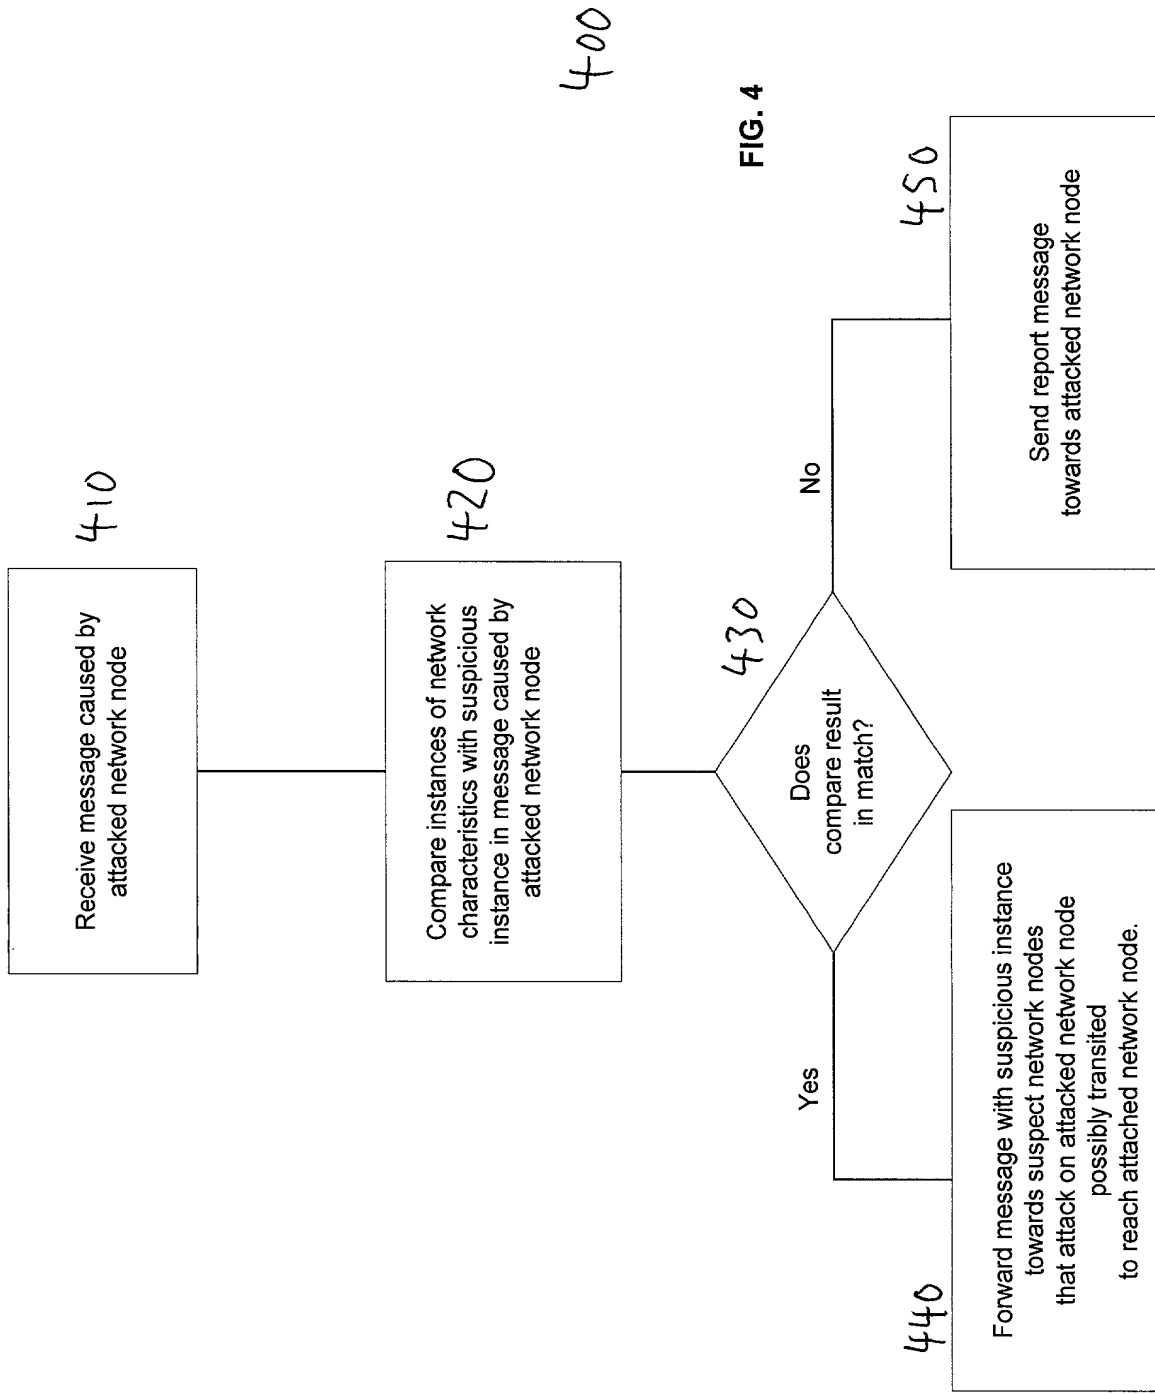 410
Receive message caused by
attacked network node
420
Compare instances of network
characteristics with suspicious
instance in message caused by
attacked network node
400
430
Does
compare result
in match?
Yes
No
FIG. 4
440
Forward message with suspicious instance
towards suspect network nodes
that attack on attacked network node
possibly transited
to reach attached network node.
450
Send report message
towards attacked network node